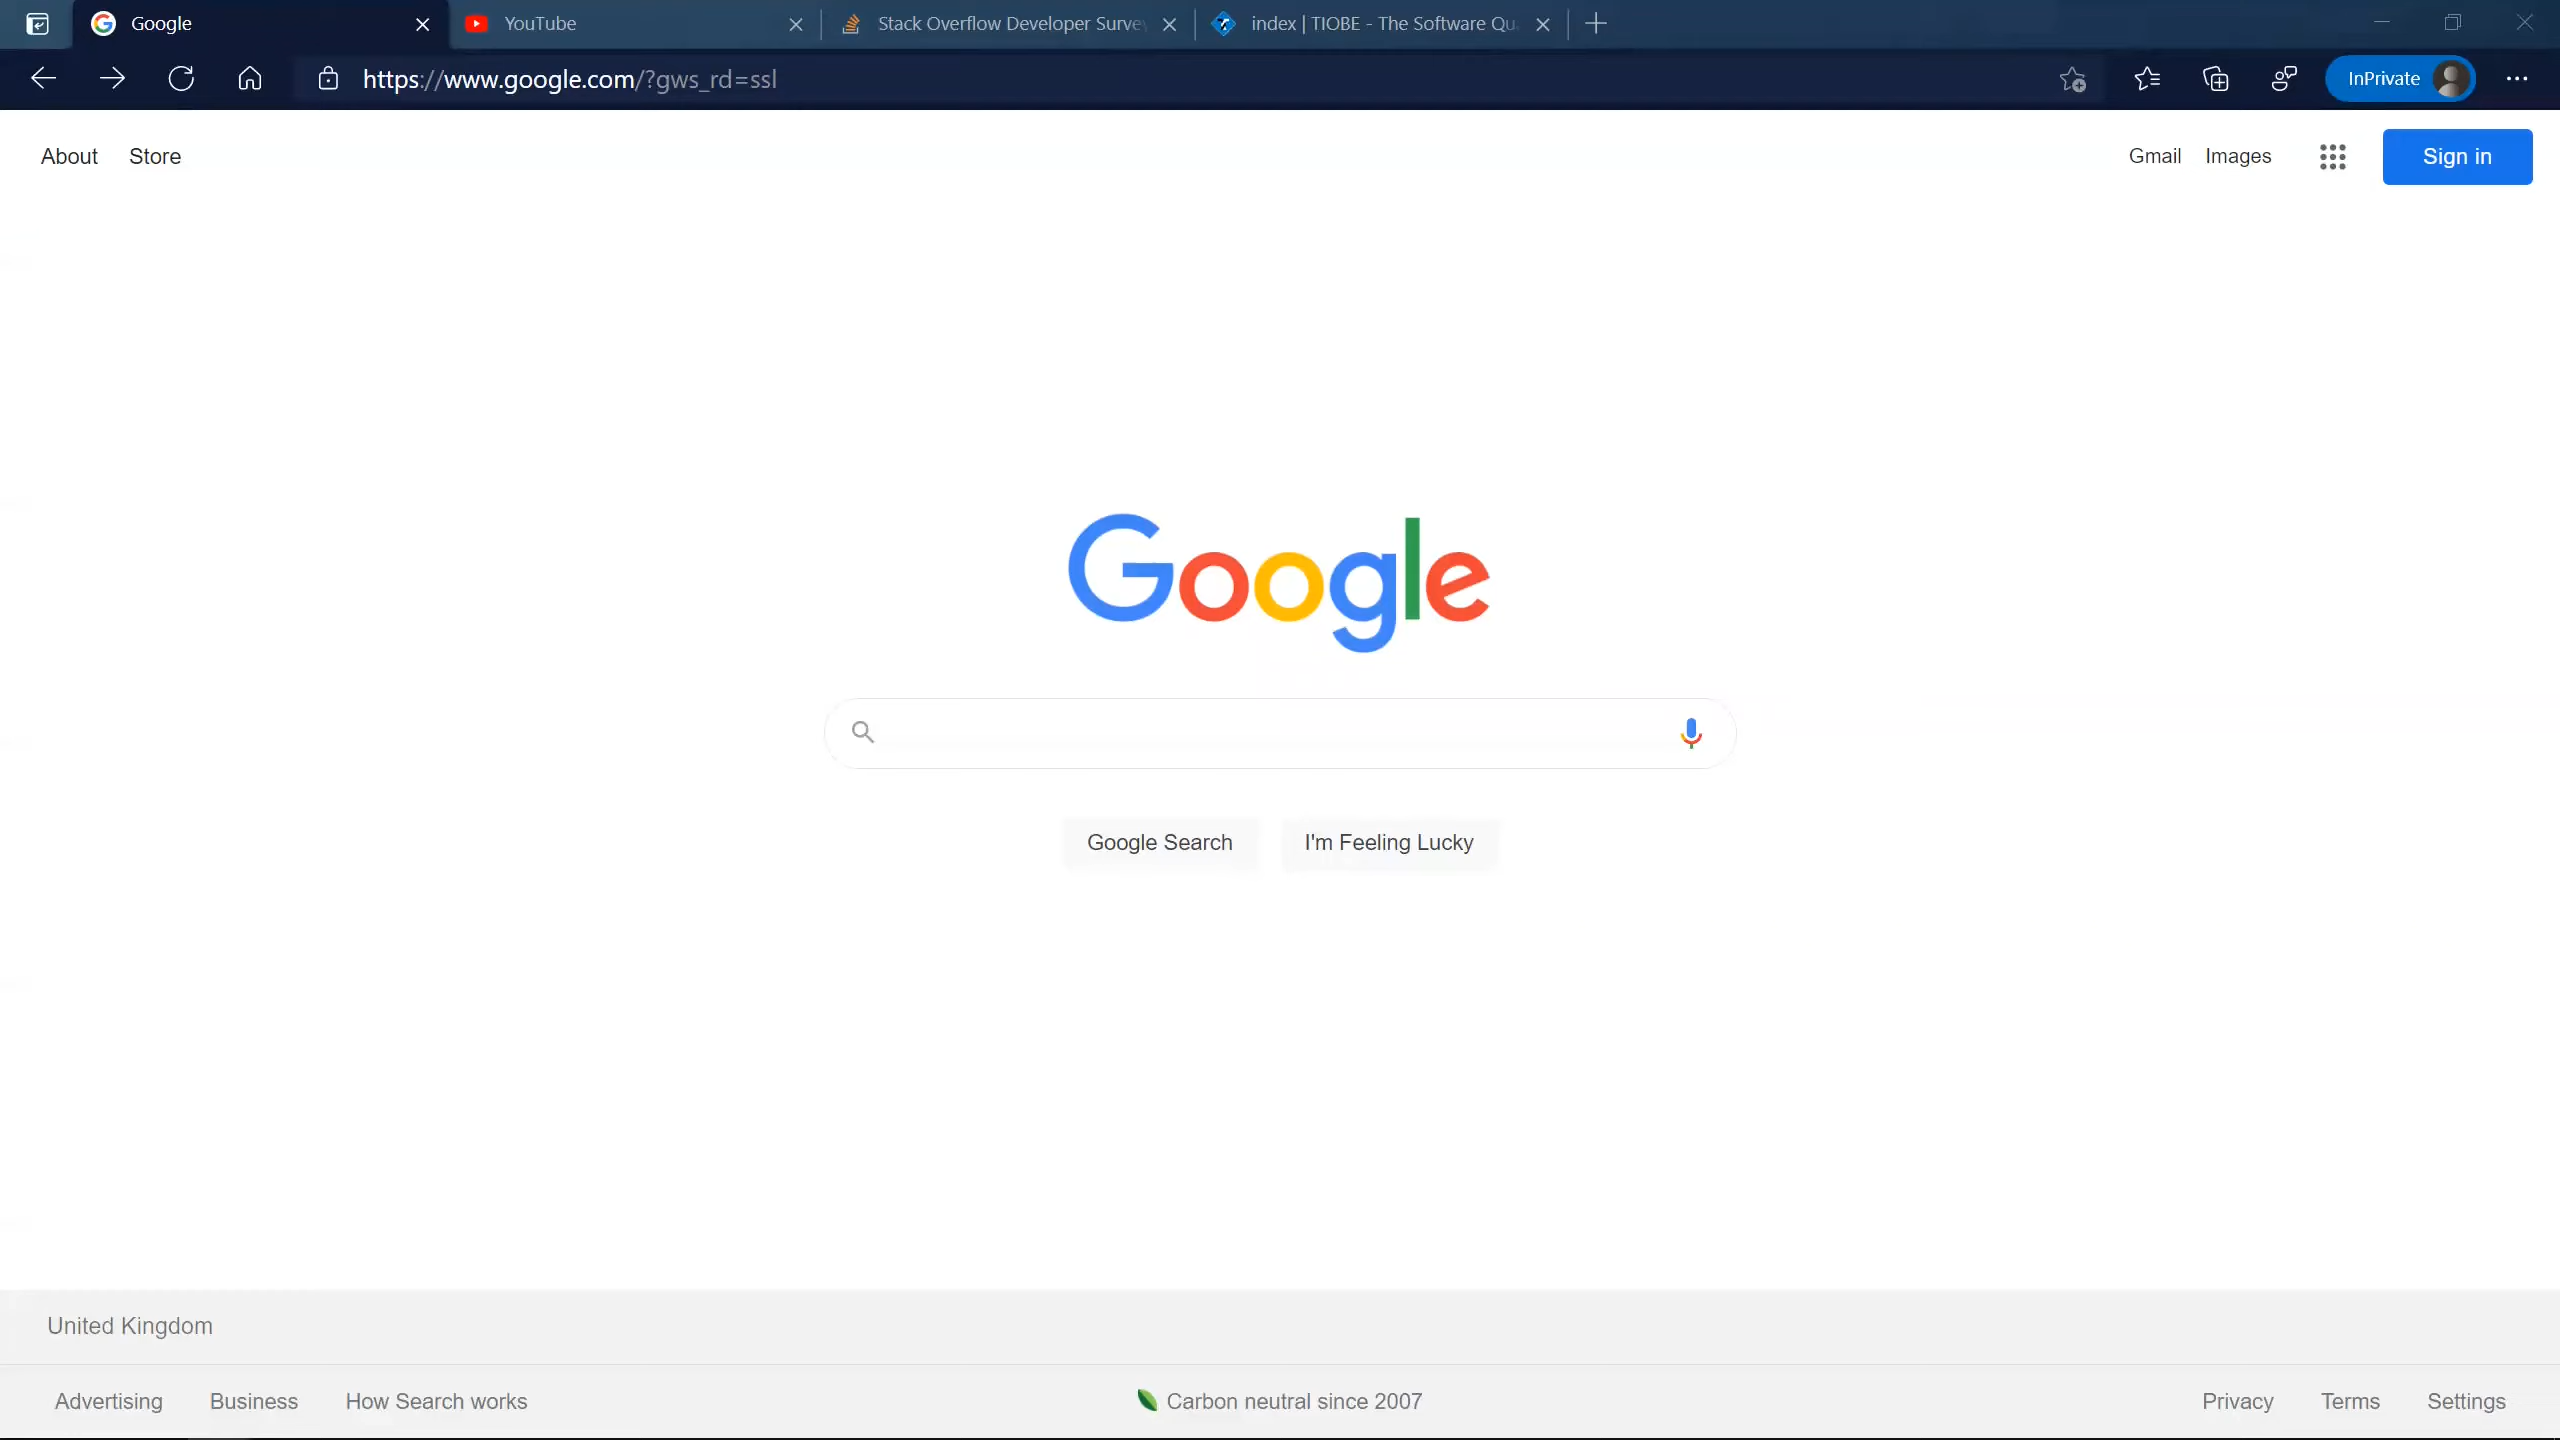 Google
YouTube
Stack Overflow Developer Surve
index | TIOBE - The Software Qu
https://www.google.com/?gws_rd=ssl
InPrivate
About Store
Gmail Images
Sign in
Google
Google Search
I'm Feeling Lucky
United Kingdom
Advertising Business How Search works
Carbon neutral since 2007
Privacy Terms Settings